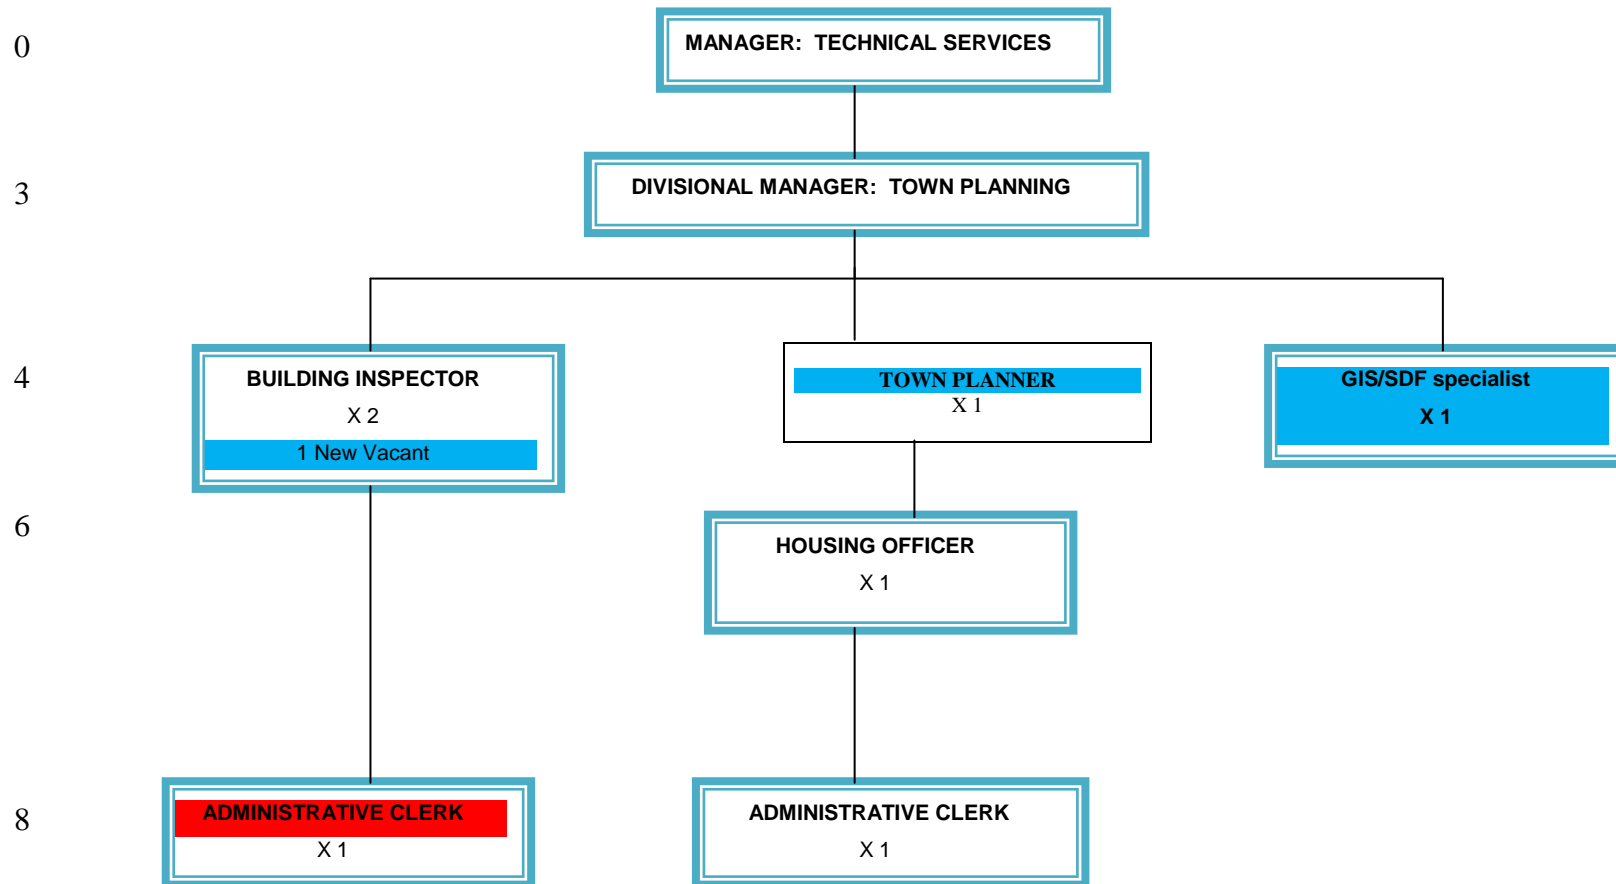 0
MANAGER: TECHNICAL SERVICES
3
DIVISIONAL MANAGER: TOWN PLANNING
4
BUILDING INSPECTOR
X 2
1 New Vacant
TOWN PLANNER
X 1
GIS/SDF specialist
X 1
6
HOUSING OFFICER
X 1
8
ADMINISTRATIVE CLERK
X 1
ADMINISTRATIVE CLERK
X 1